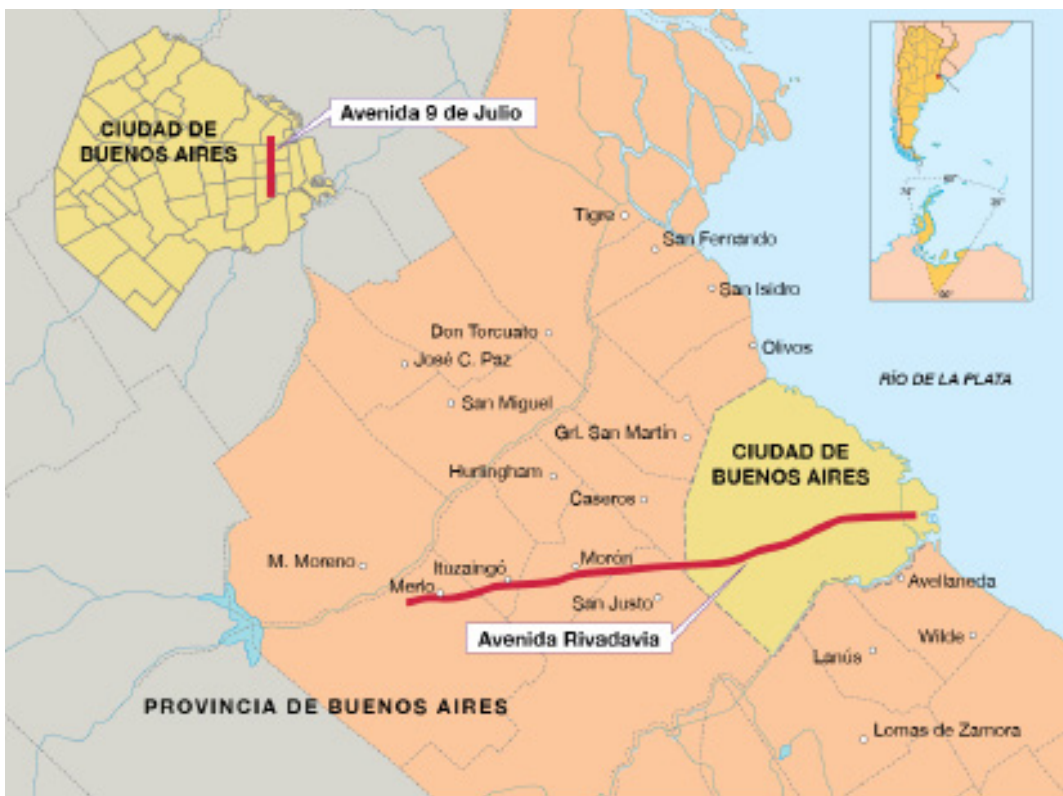 Avenida 9 de Julio
CIUDAD DE
BUENOS AIRES
Tigre
San Fernando
San Isidro
Don Torcuato
Olivos
José C. Paz
RÍO DE LA PLATA
San Miguel
Grl. San Martín
CIUDAD DE
BUENOS AIRES
Hurlingham
Caseros
M. Moreno
Ituzaingó
Morón
Merlo
San Justo
Avellaneda
Avenida Rivadavia
Wilde
Lanús
PROVINCIA DE BUENOS AIRES
Lomas de Zamora